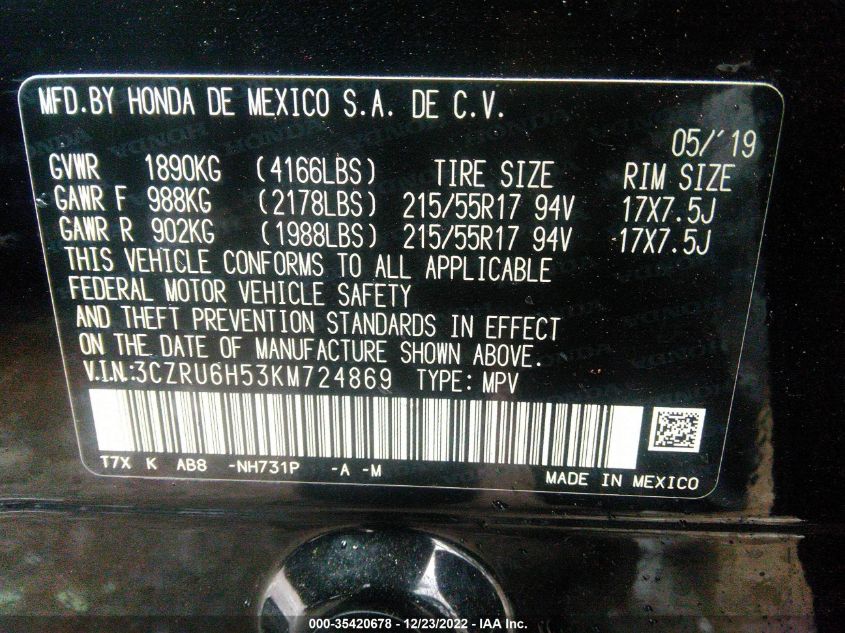 MFD.BY HONDA DE MEXICO S.A. DE C.V.
05/'19
GVWR 1890KG (4166LBS) TIRE SIZE RIM SIZE
GAWR F 988KG (2178LBS) 215/55R17 94V 17X7.5J
GAWR R 902KG (1988LBS) 215/55R17 94V 17X7.5J
THIS VEHICLE CONFORMS TO ALL APPLICABLE
FEDERAL MOTOR VEHICLE SAFETY
AND THEFT PREVENTION STANDARDS IN EFFECT
ON THE DATE OF MANUFACTURE SHOWN ABOVE.
V.I.N:3CZRU6H53KM724869 TYPE: MPV
T7X K AB8 -NH731P -A -M
MADE IN MEXICO
000-35420678 - 12/23/2022 - IAA Inc.